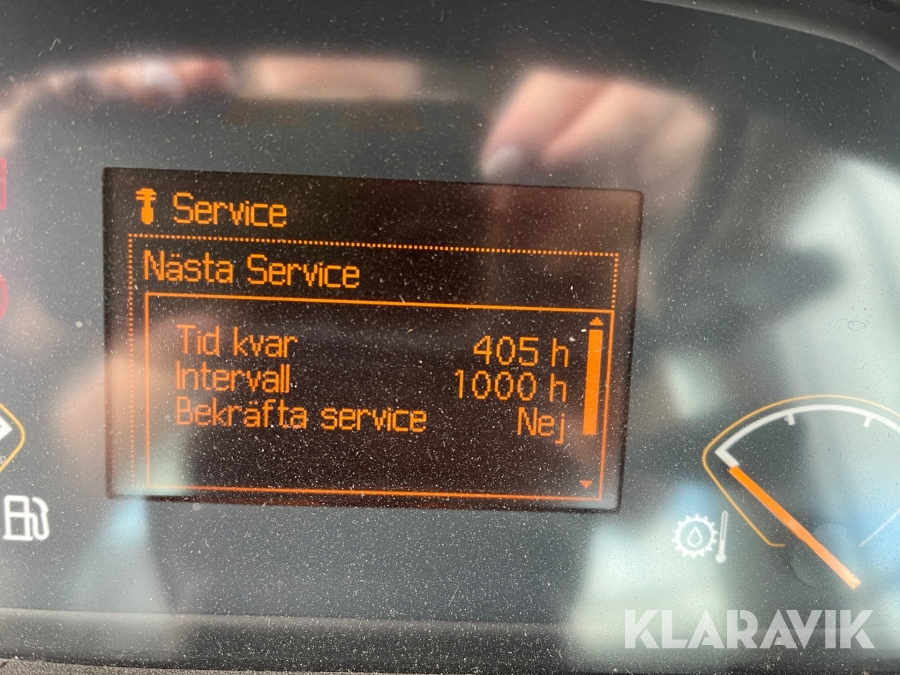 Service
Nästa Service
Tid kvar 405 h
Intervall 1000 h
Bekräfta service Nej
KLARAVIK